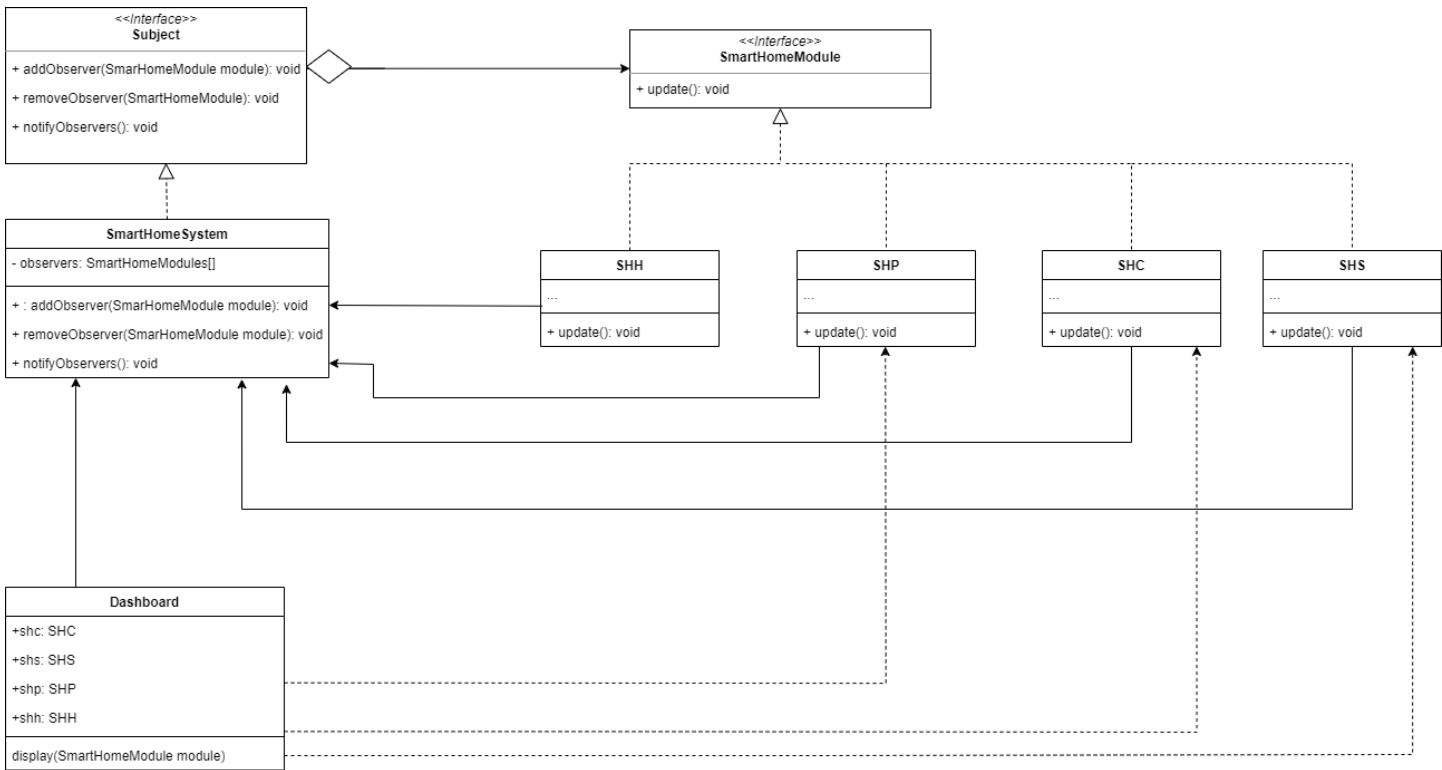 <<Interface>>
Subject
+ addObserver(SmarHomeModule module): void
+ removeObserver(SmartHomeModule): void
+ notifyObservers(): void
<<Interface>>
SmartHomeModule
+ update(): void
SmartHomeSystem
- observers: SmartHomeModules[]
+ : addObserver(SmarHomeModule module): void
+ removeObserver(SmarHomeModule module): void
+ notifyObservers(): void
SHH
...
+ update(): void
SHP
...
+ update(): void
SHC
...
+ update(): void
SHS
...
+ update(): void
Dashboard
+shc: SHC
+shs: SHS
+shp: SHP
+shh: SHH
display(SmartHomeModule module)